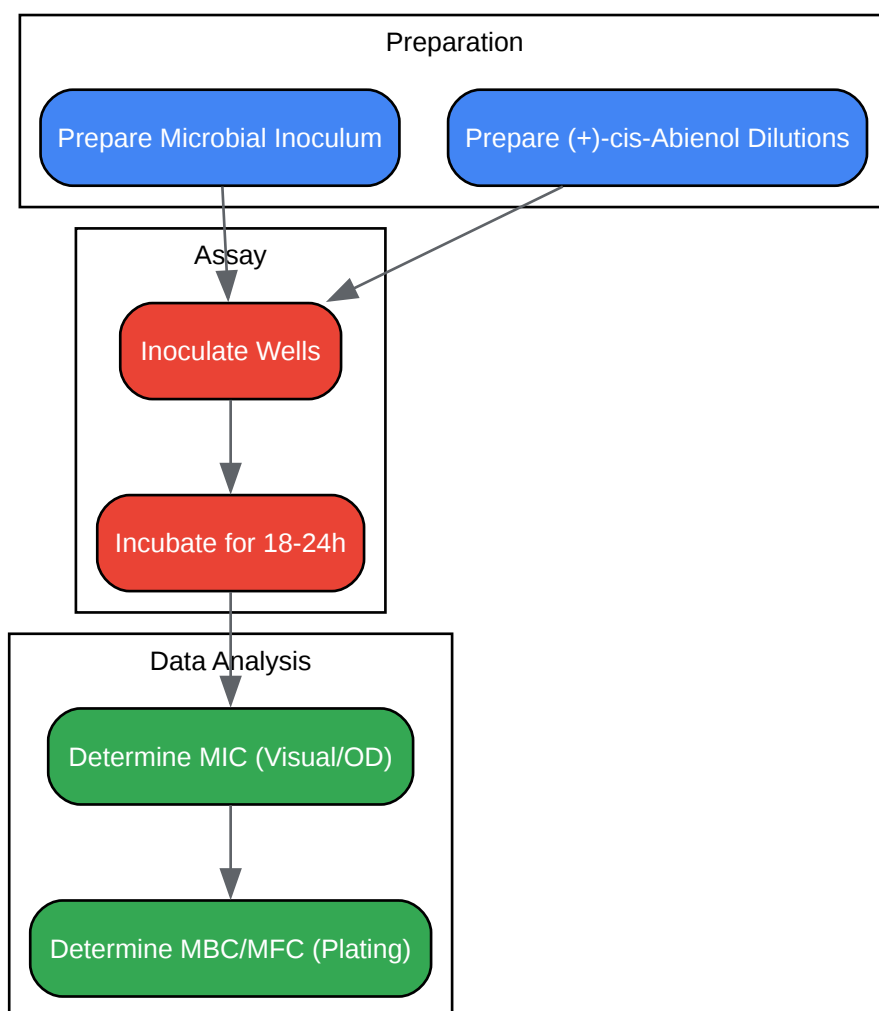 Preparation
Prepare Microbial Inoculum
Prepare (+)-cis-Abienol Dilutions
Assay
Inoculate Wells
Incubate for 18-24h
Data Analysis
Determine MIC (Visual/OD)
Determine MBC/MFC (Plating)